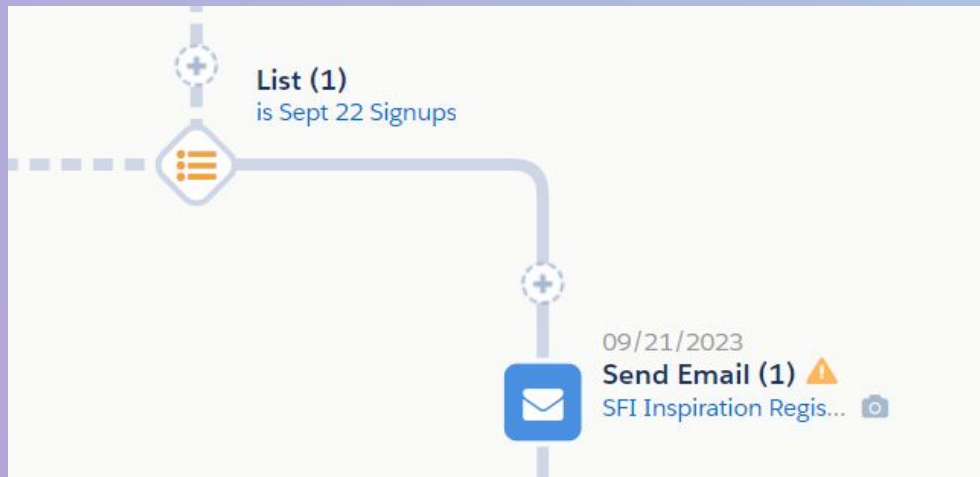 List (1)
is Sept 22 Signups
09/21/2023
Send Email (1)
SFI Inspiration Regis...